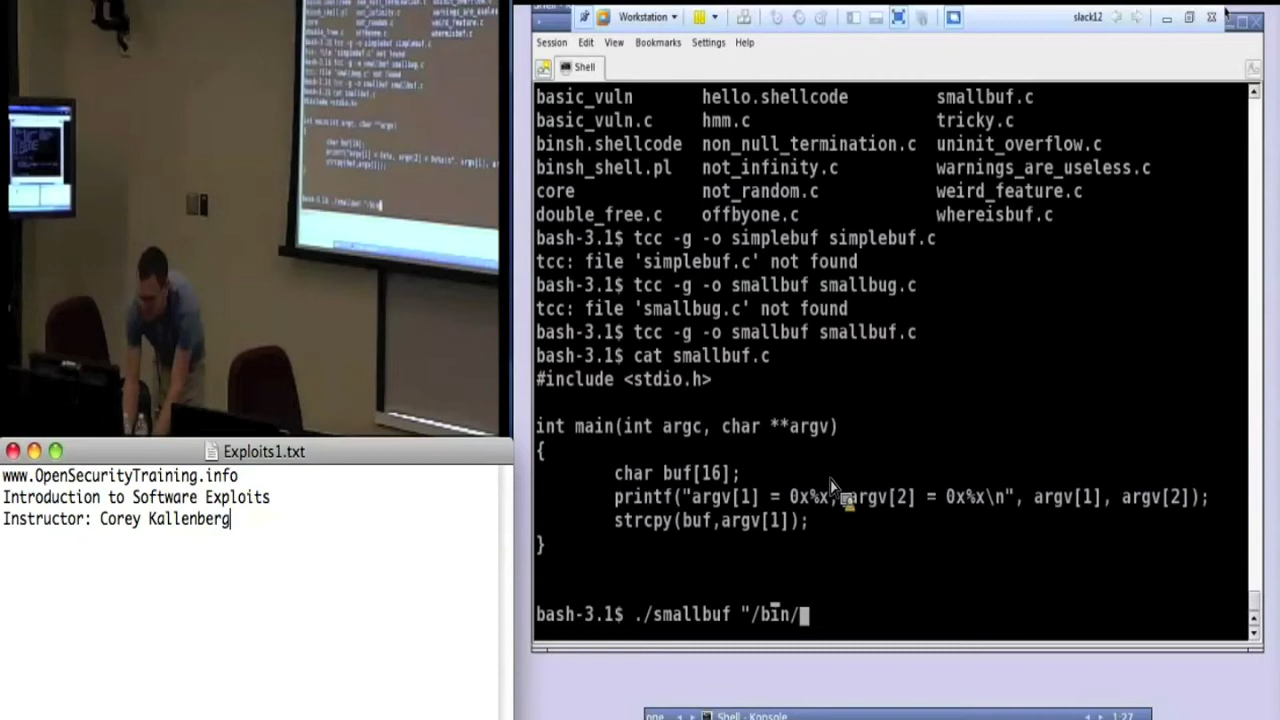 Workstation
slack12
Session Edit View Bookmarks Settings Help
Shell
basic_vuln hello.shellcode smallbuf.c
basic_vuln.c hmm.c tricky.c
binsh.shellcode non_null_termination.c uninit_overflow.c
binsh_shell.pl not_infinity.c warnings_are_useless.c
core not_random.c weird_feature.c
double_free.c offbyone.c whereisbuf.c
bash-3.1$ tcc -g -o simplebuf simplebuf.c
tcc: file 'simplebuf.c' not found
bash-3.1$ tcc -g -o smallbuf smallbug.c
tcc: file 'smallbug.c' not found
bash-3.1$ tcc -g -o smallbuf smallbuf.c
bash-3.1$ cat smallbuf.c
#include <stdio.h>
int main(int argc, char **argv)
{
char buf[16];
printf("argv[1] = 0x%x, argv[2] = 0x%x\n", argv[1], argv[2]);
strcpy(buf,argv[1]);
}
bash-3.1$ ./smallbuf "/bin/
Exploits1.txt
www.OpenSecurityTraining.info
Introduction to Software Exploits
Instructor: Corey Kallenberg
Shell - Konsole
1:27